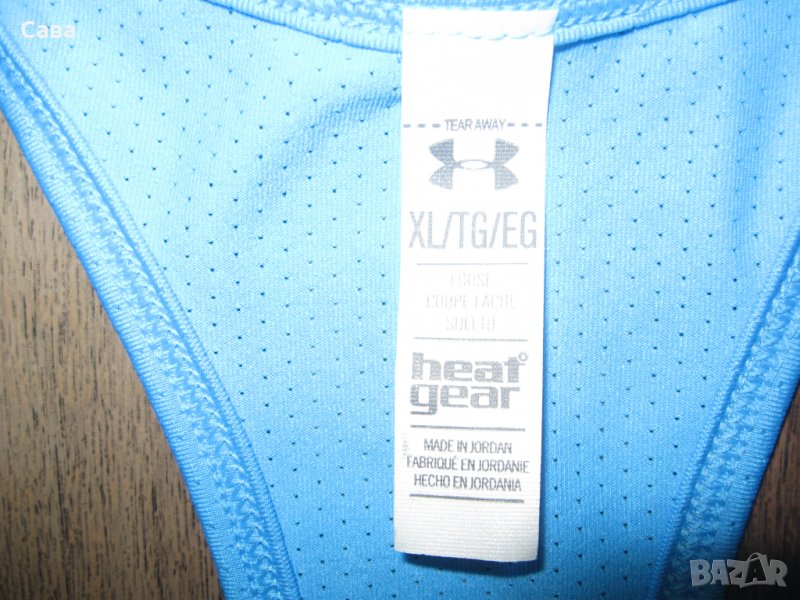 Сава
TEAR AWAY
XL/TG/EG
LOOSE
COUPE LÂCHE
SUELTO
heat
gear
MADE IN JORDAN
FABRIQUÉ EN JORDANIE
HECHO EN JORDANIA
BAZAR